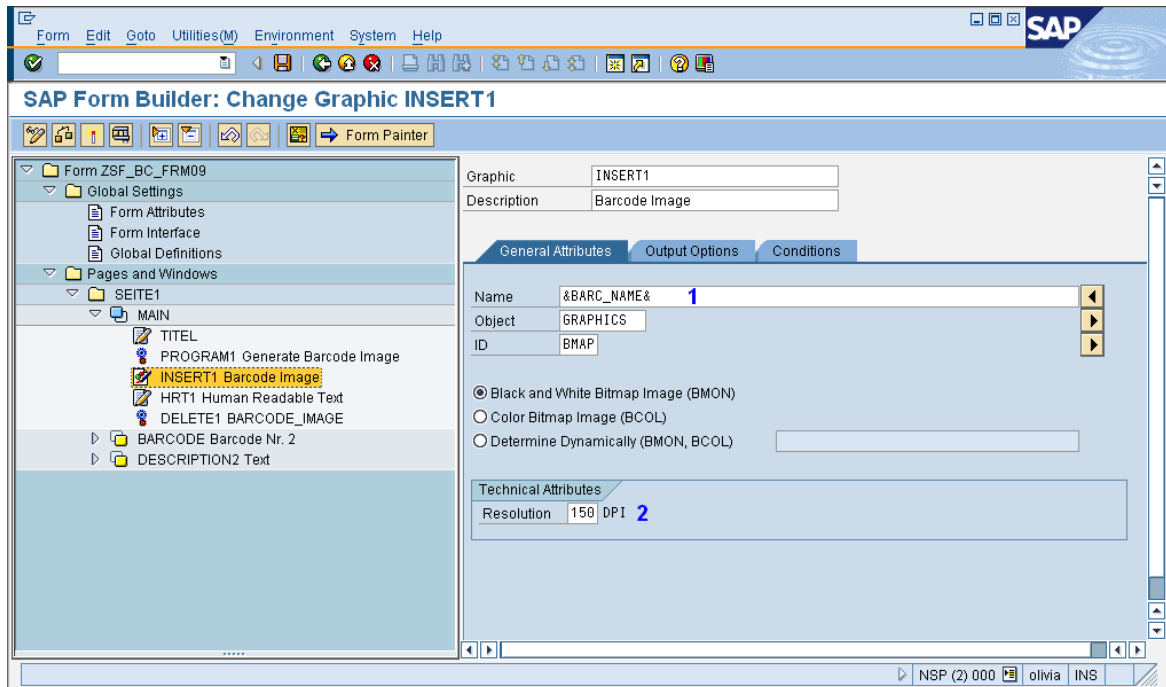 Form Edit Goto Utilities(M) Environment System Help
SAP
SAP Form Builder: Change Graphic INSERT1
Form Painter
Form ZSF_BC_FRM09
Global Settings
Form Attributes
Form Interface
Global Definitions
Pages and Windows
SEITE1
MAIN
TITEL
PROGRAM1 Generate Barcode Image
INSERT1 Barcode Image
HRT1 Human Readable Text
DELETE1 BARCODE_IMAGE
BARCODE Barcode Nr. 2
DESCRIPTION2 Text
Graphic INSERT1
Description Barcode Image
General Attributes Output Options Conditions
Name &BARC_NAME& 1
Object GRAPHICS
ID BMAP
Black and White Bitmap Image (BMON)
Color Bitmap Image (BCOL)
Determine Dynamically (BMON, BCOL)
Technical Attributes
Resolution 150 DPI 2
NSP (2) 000 olivia INS